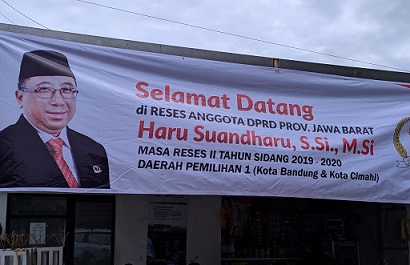 Selamat Datang
di RESES ANGGOTA DPRD PROV. JAWA BARAT
Haru Suandharu, S.Si., M.Si
MASA RESES II TAHUN SIDANG 2019 - 2020
DAERAH PEMILIHAN 1 (Kota Bandung & Kota Cimahi)